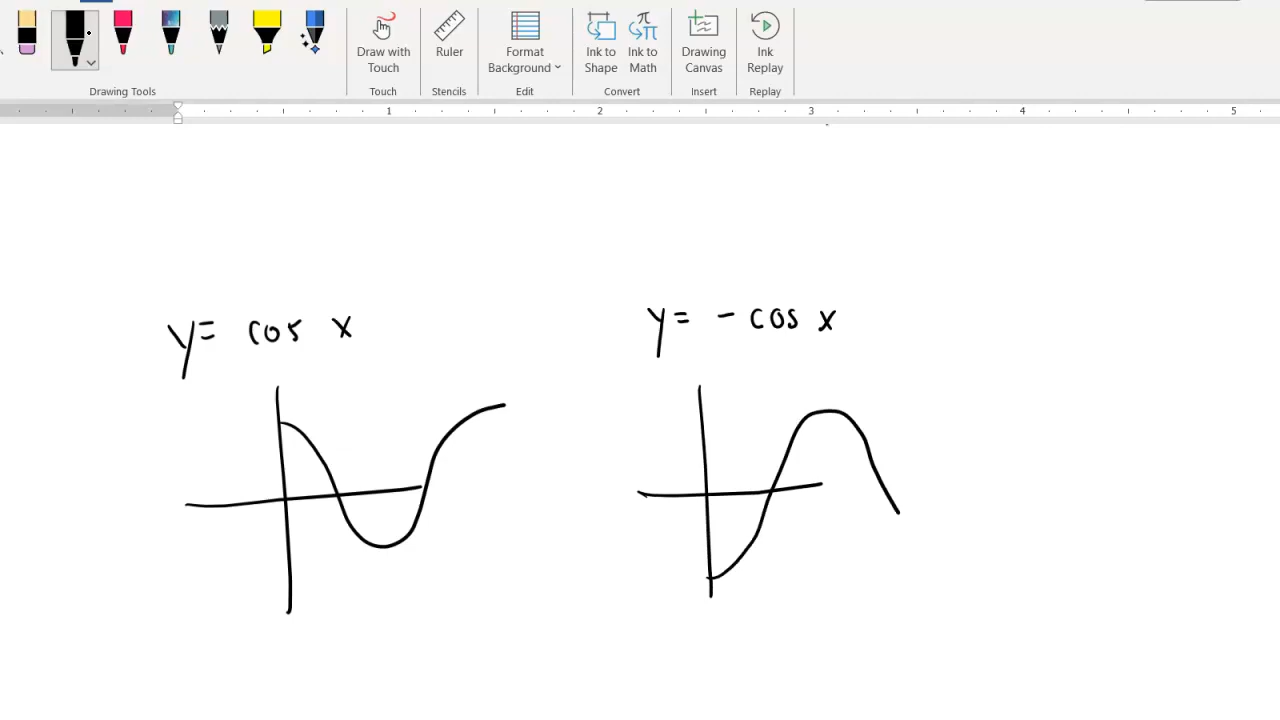 Draw with Touch
Ruler
Format Background
Ink to Shape
Ink to Math
Drawing Canvas
Ink Replay
Drawing Tools
Touch
Stencils
Edit
Convert
Insert
Replay
1 2 3 4 5
y= cos x
y= - cos x